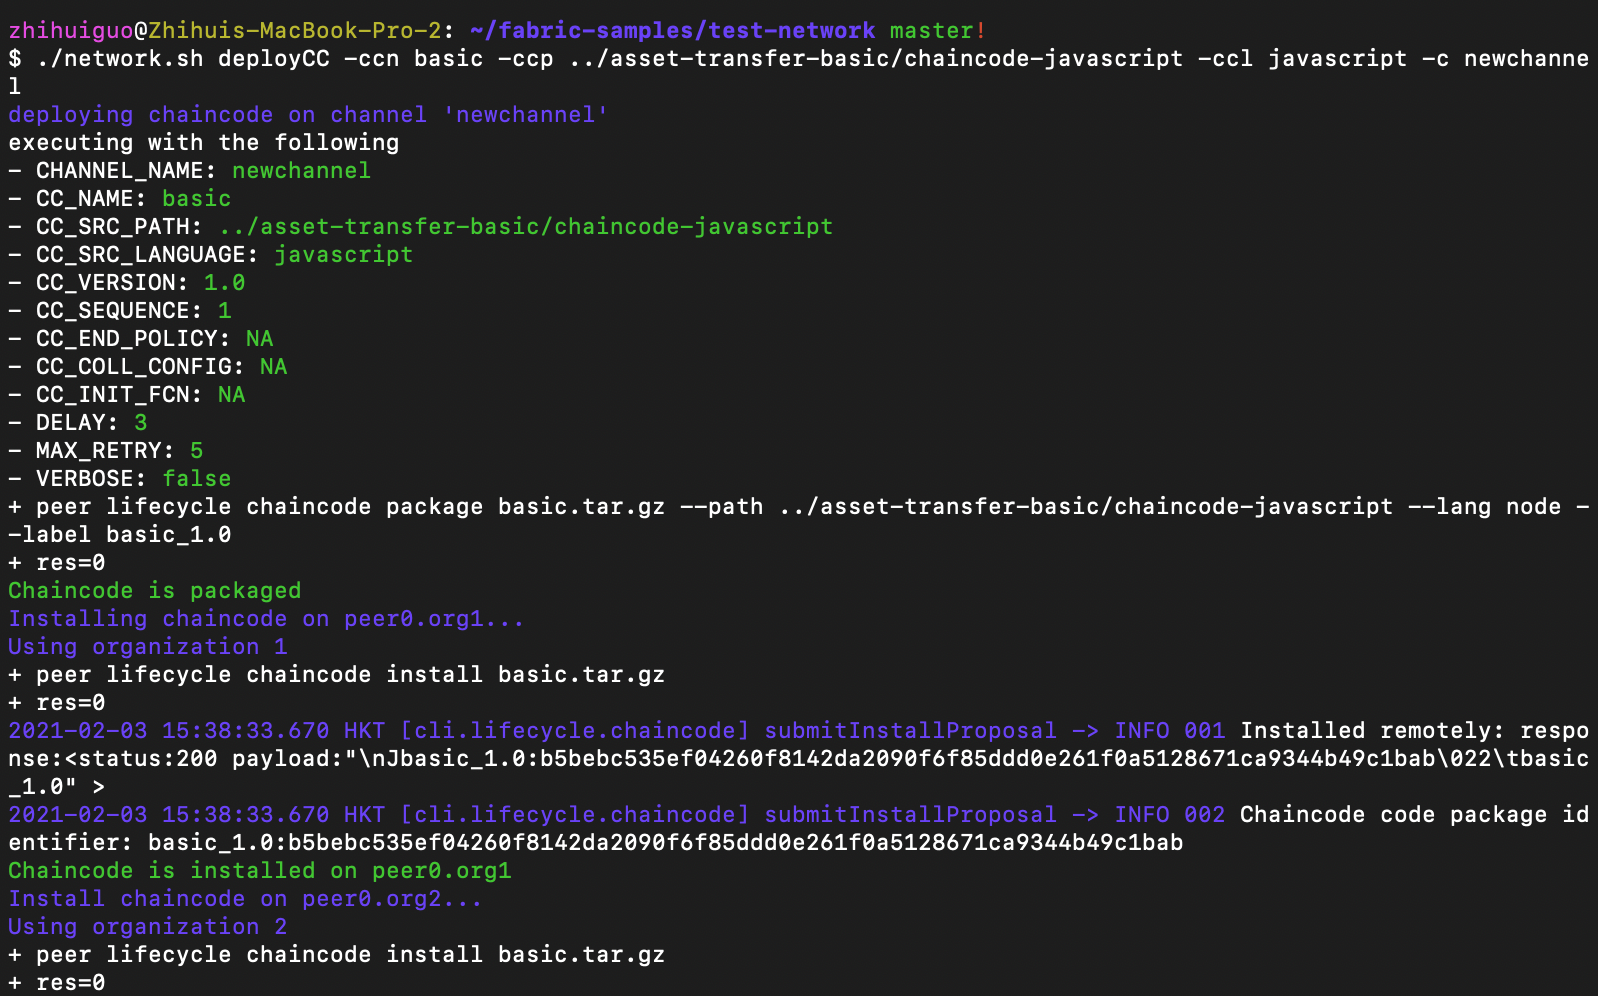 zhihuiguo@Zhihuis-MacBook-Pro-2: ~/fabric-samples/test-network master!
$ ./network.sh deployCC -ccn basic -ccp ../asset-transfer-basic/chaincode-javascript -ccl javascript -c newchanne
l
deploying chaincode on channel 'newchannel'
executing with the following
- CHANNEL_NAME: newchannel
- CC_NAME: basic
- CC_SRC_PATH: ../asset-transfer-basic/chaincode-javascript
- CC_SRC_LANGUAGE: javascript
- CC_VERSION: 1.0
- CC_SEQUENCE: 1
- CC_END_POLICY: NA
- CC_COLL_CONFIG: NA
- CC_INIT_FCN: NA
- DELAY: 3
- MAX_RETRY: 5
- VERBOSE: false
+ peer lifecycle chaincode package basic.tar.gz --path ../asset-transfer-basic/chaincode-javascript --lang node -
-label basic_1.0
+ res=0
Chaincode is packaged
Installing chaincode on peer0.org1...
Using organization 1
+ peer lifecycle chaincode install basic.tar.gz
+ res=0
2021-02-03 15:38:33.670 HKT [cli.lifecycle.chaincode] submitInstallProposal -> INFO 001 Installed remotely: respo
nse:<status:200 payload:"\nJbasic_1.0:b5bebc535ef04260f8142da2090f6f85ddd0e261f0a5128671ca9344b49c1bab\022\tbasic
_1.0" >
2021-02-03 15:38:33.670 HKT [cli.lifecycle.chaincode] submitInstallProposal -> INFO 002 Chaincode code package id
entifier: basic_1.0:b5bebc535ef04260f8142da2090f6f85ddd0e261f0a5128671ca9344b49c1bab
Chaincode is installed on peer0.org1
Install chaincode on peer0.org2...
Using organization 2
+ peer lifecycle chaincode install basic.tar.gz
+ res=0